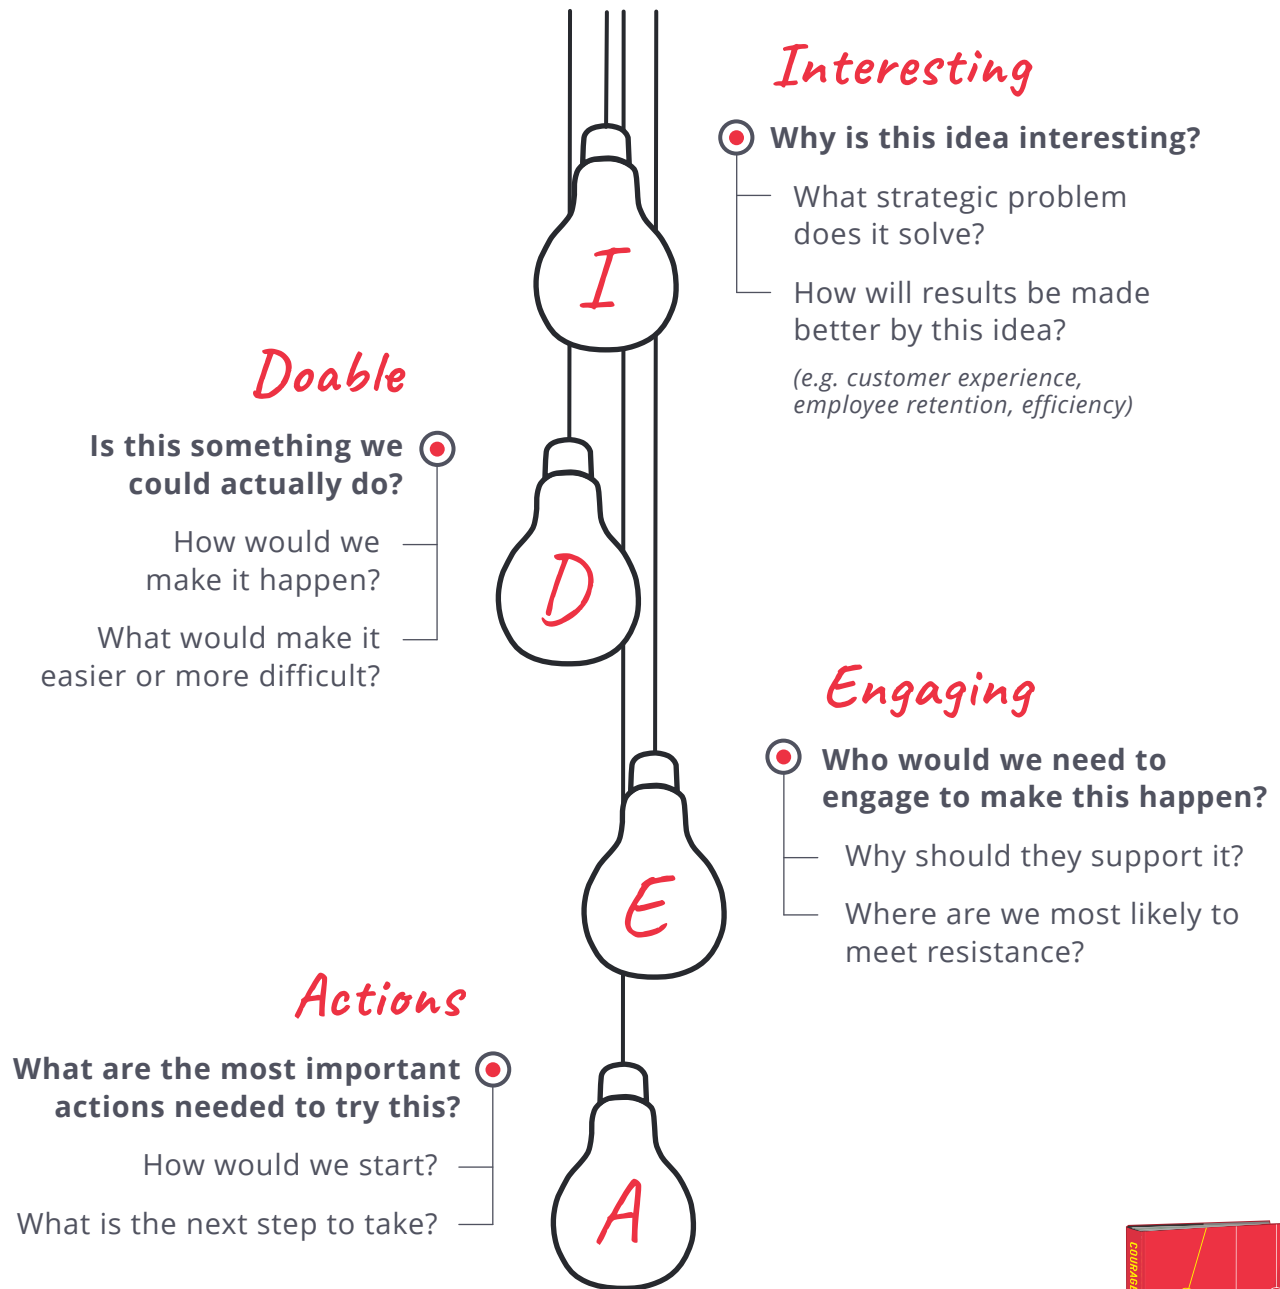 Interesting
Why is this idea interesting?
What strategic problem
does it solve?
How will results be made
better by this idea?
(e.g. customer experience,
employee retention, efficiency)
I
Doable
Is this something we
could actually do?
How would we
make it happen?
What would make it
easier or more difficult?
D
Engaging
Who would we need to
engage to make this happen?
Why should they support it?
Where are we most likely to
meet resistance?
E
Actions
What are the most important
actions needed to try this?
How would we start?
What is the next step to take?
A